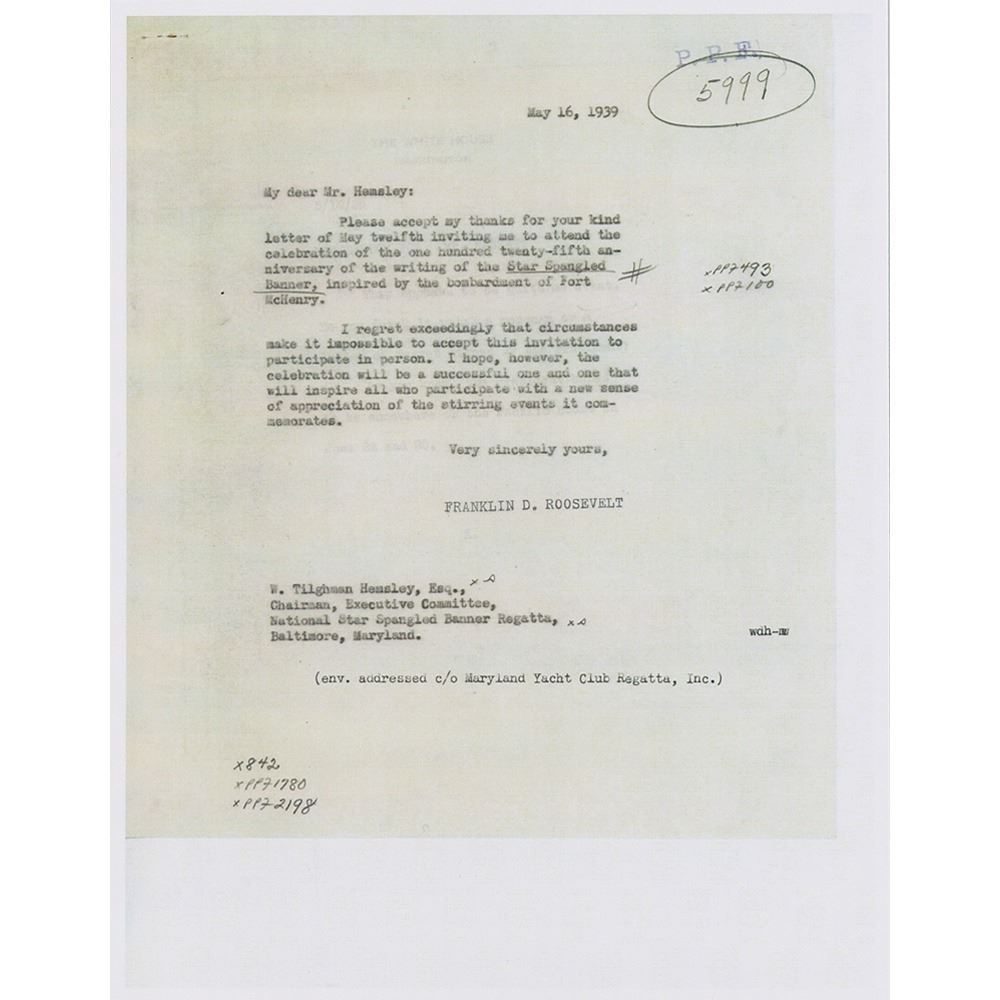 P.P.F.
5999
May 16, 1939
My dear Mr. Hemsley:
Please accept my thanks for your kind
letter of May twelfth inviting me to attend the
celebration of the one hundred twenty-fifth an-
niversary of the writing of the Star Spangled
Banner, inspired by the bombardment of Fort
McHenry.
#
xPPF493
xPPF100
I regret exceedingly that circumstances
make it impossible to accept this invitation to
participate in person. I hope, however, the
celebration will be a successful one and one that
will inspire all who participate with a new sense
of appreciation of the stirring events it com-
memorates.
Very sincerely yours,
FRANKLIN D. ROOSEVELT
W. Tilghman Hemsley, Esq., x
Chairman, Executive Committee,
National Star Spangled Banner Regatta, x
Baltimore, Maryland.
wdh-
(env. addressed c/o Maryland Yacht Club Regatta, Inc.)
x842
xPPF1780
xPPF2198